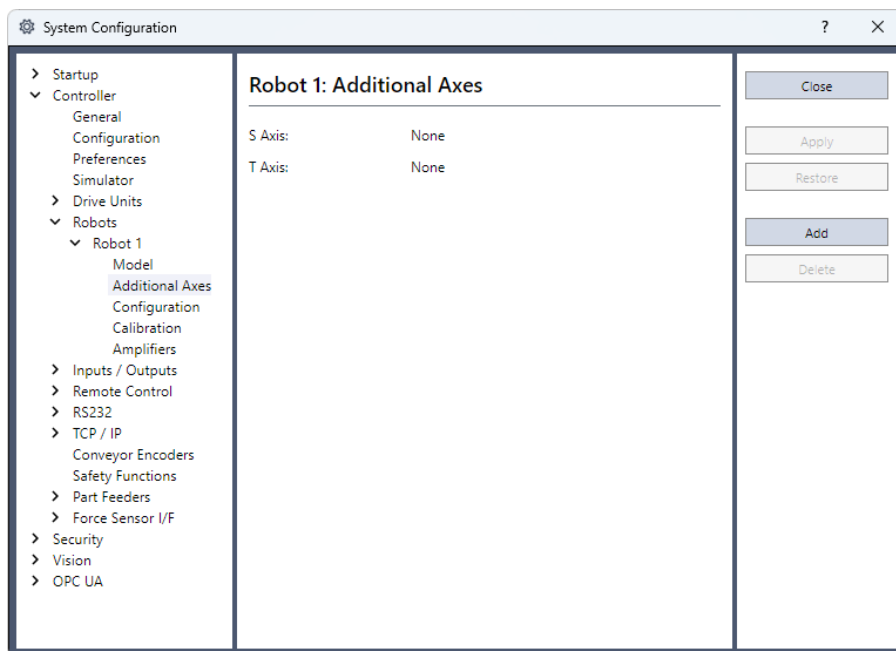 System Configuration
?
Startup
Controller
General
Configuration
Preferences
Simulator
Drive Units
Robots
Robot 1
Model
Additional Axes
Configuration
Calibration
Amplifiers
Inputs / Outputs
Remote Control
RS232
TCP / IP
Conveyor Encoders
Safety Functions
Part Feeders
Force Sensor I/F
Security
Vision
OPC UA
Robot 1: Additional Axes
S Axis: None
T Axis: None
Close
Apply
Restore
Add
Delete